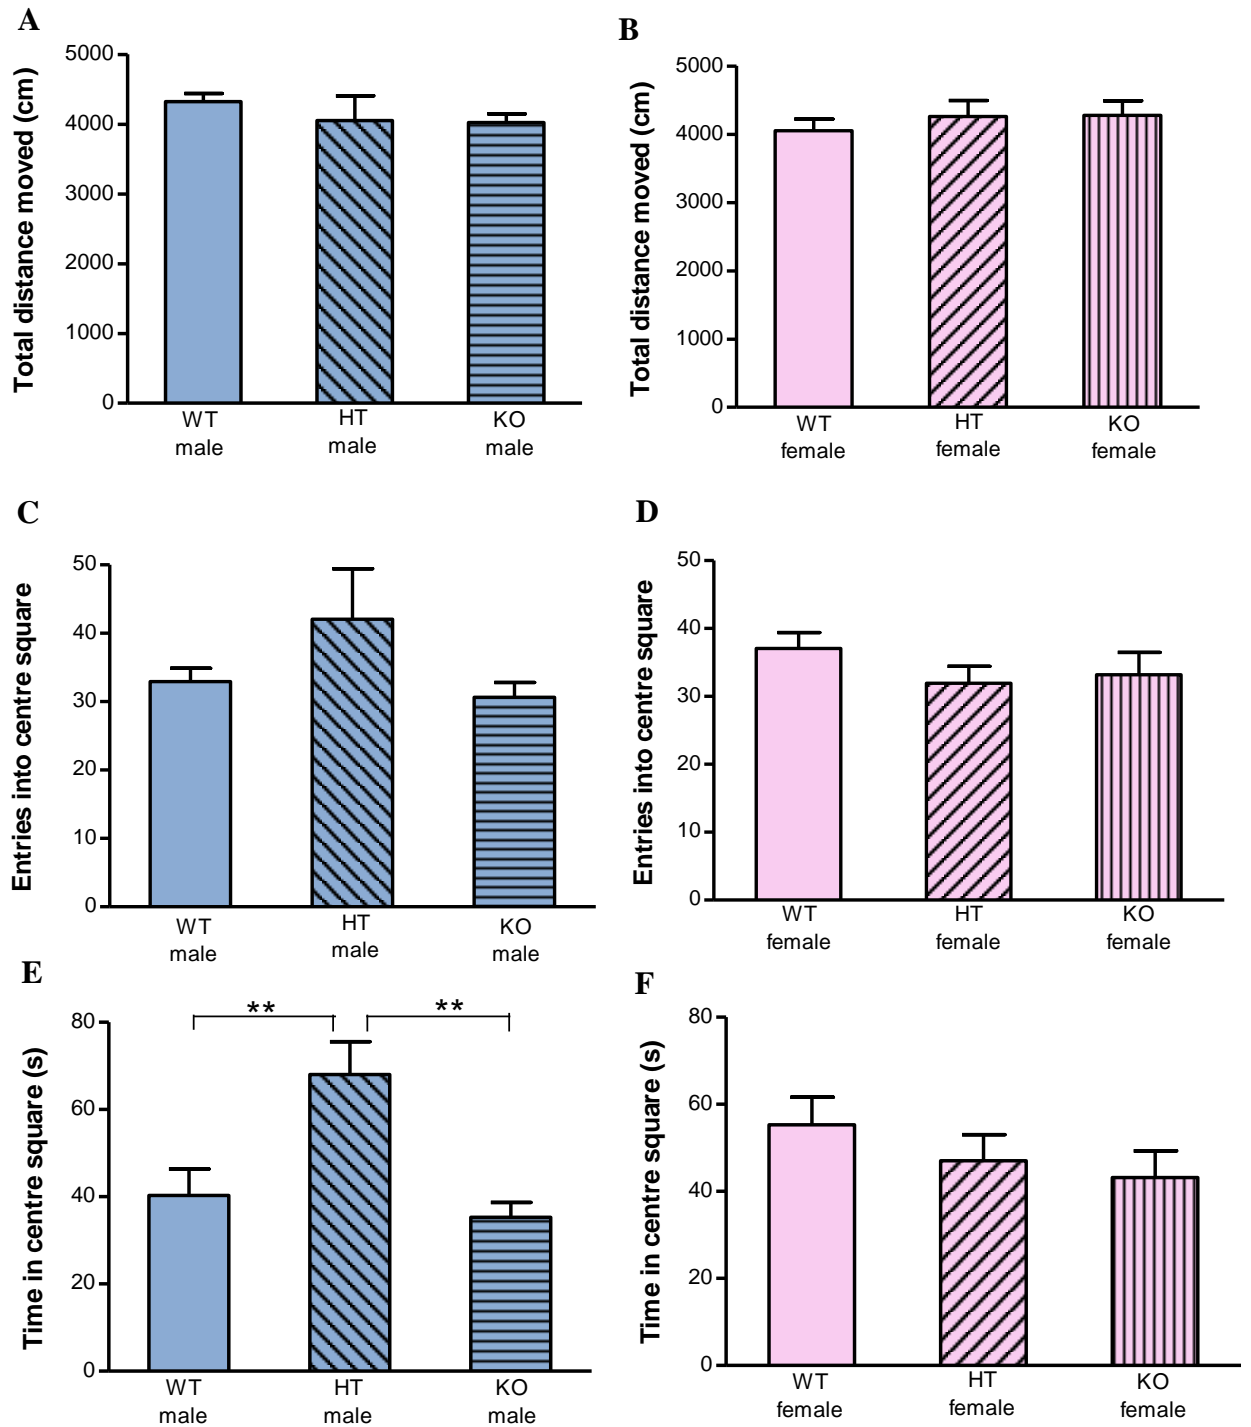 A
Total distance moved (cm)
5000
4000
3000
2000
1000
0
WT
male
HT
male
KO
male
B
Total distance moved (cm)
5000
4000
3000
2000
1000
0
WT
female
HT
female
KO
female
C
Entries into centre square
50
40
30
20
10
0
WT
male
HT
male
KO
male
D
Entries into centre square
50
40
30
20
10
0
WT
female
HT
female
KO
female
E
Time in centre square (s)
80
60
40
20
0
**
**
WT
male
HT
male
KO
male
F
Time in centre square (s)
80
60
40
20
0
WT
female
HT
female
KO
female